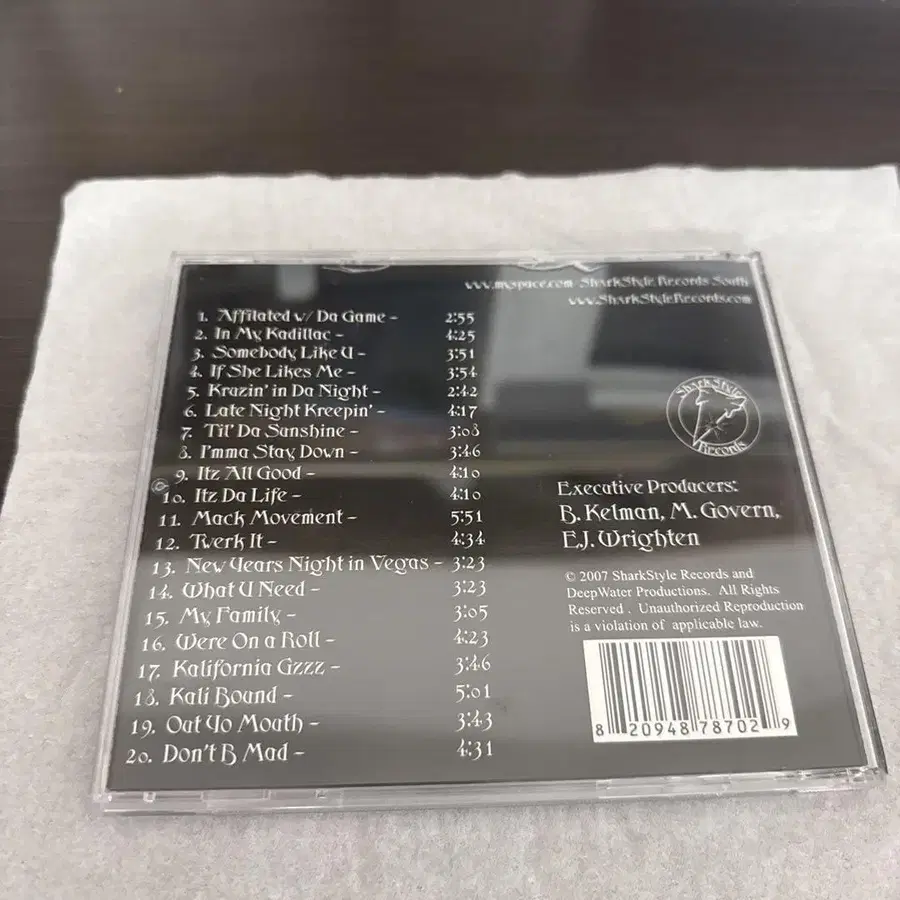 www.myspace.com SharkStyle Records South
www.SharkStyleRecords.com
1. Affilated w/ Da Game - 2:55
2. In My Kadillac - 4:25
3. Somebody Like U - 3:51
4. If She Likes Me - 3:54
5. Krazin' in Da Night - 2:42
6. Late Night Kreepin' - 4:17
7. Til' Da Sunshine - 3:08
8. I'mma Stay Down - 3:46
9. Itz All Good - 4:10
10. Itz Da Life - 4:10
11. Mack Movement - 5:51
12. Twerk It - 4:34
13. New Years Night in Vegas - 3:23
14. What U Need - 3:23
15. My Family - 3:05
16. Were On a Roll - 4:23
17. Kalifornia Gzzz - 3:46
18. Kali Bound - 5:01
19. Out Yo Mouth - 3:43
20. Don't B Mad - 4:31
SharkStyle
Records
Executive Producers:
B. Kelman, M. Govern,
E.J. Wrighten
© 2007 SharkStyle Records and
DeepWater Productions. All Rights
Reserved . Unauthorized Reproduction
is a violation of applicable law.
8 20948 78702 9